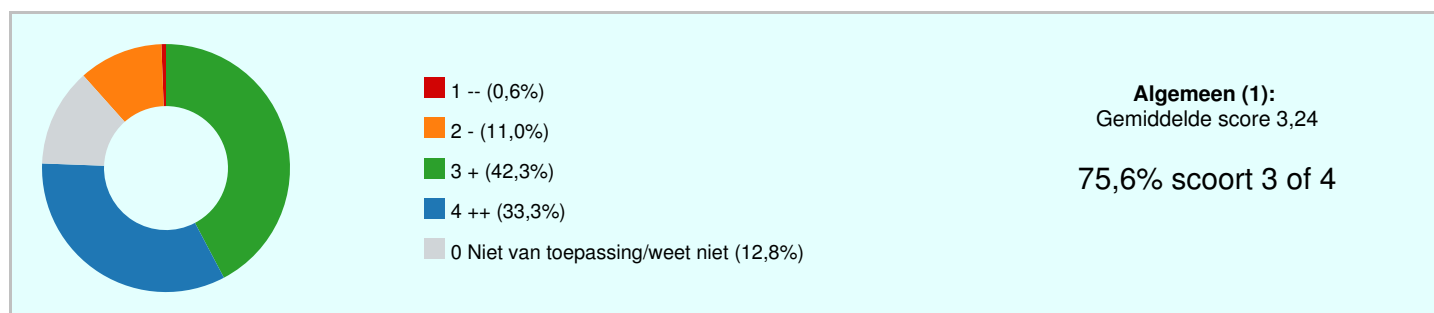 1 -- (0,6%)
2 - (11,0%)
3 + (42,3%)
4 ++ (33,3%)
0 Niet van toepassing/weet niet (12,8%)
Algemeen (1):
Gemiddelde score 3,24
75,6% scoort 3 of 4